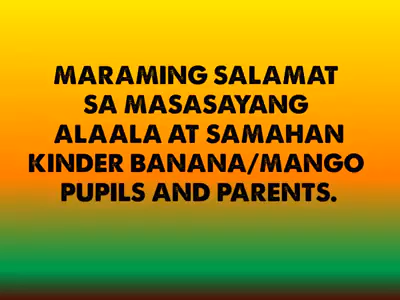 MARAMING SALAMAT
SA MASASAYANG
ALAALA AT SAMAHAN
KINDER BANANA/MANGO
PUPILS AND PARENTS.